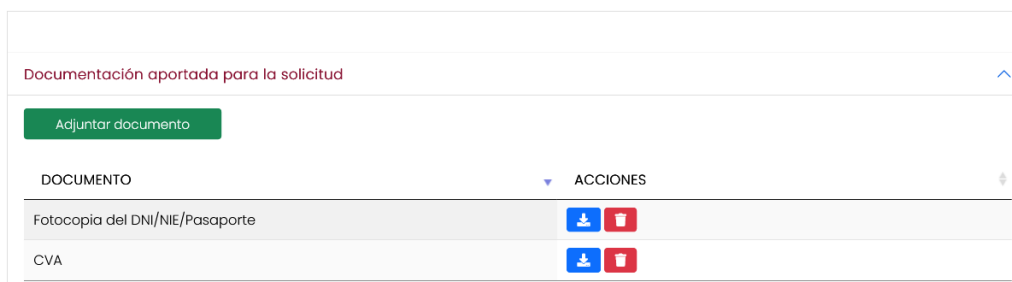 Documentación aportada para la solicitud
Adjuntar documento
DOCUMENTO ACCIONES
Fotocopia del DNI/NIE/Pasaporte
CVA